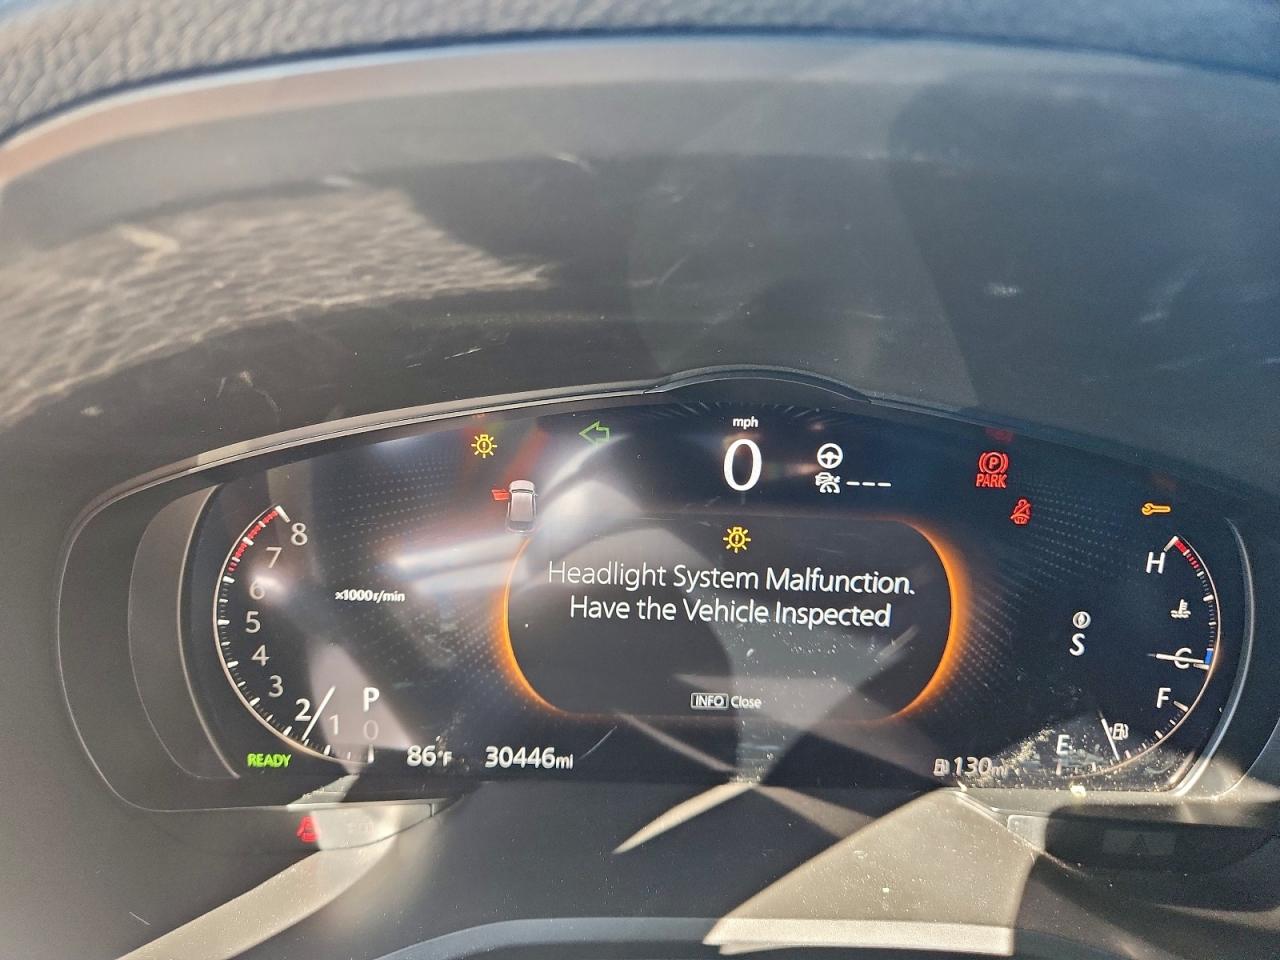 mph
0
P
PARK
Headlight System Malfunction.
Have the Vehicle Inspected
INFO Close
8
7
6
5
4
3
2
1
0
x1000r/min
P
READY
86°F
30446mi
H
C
S
F
E
130mi